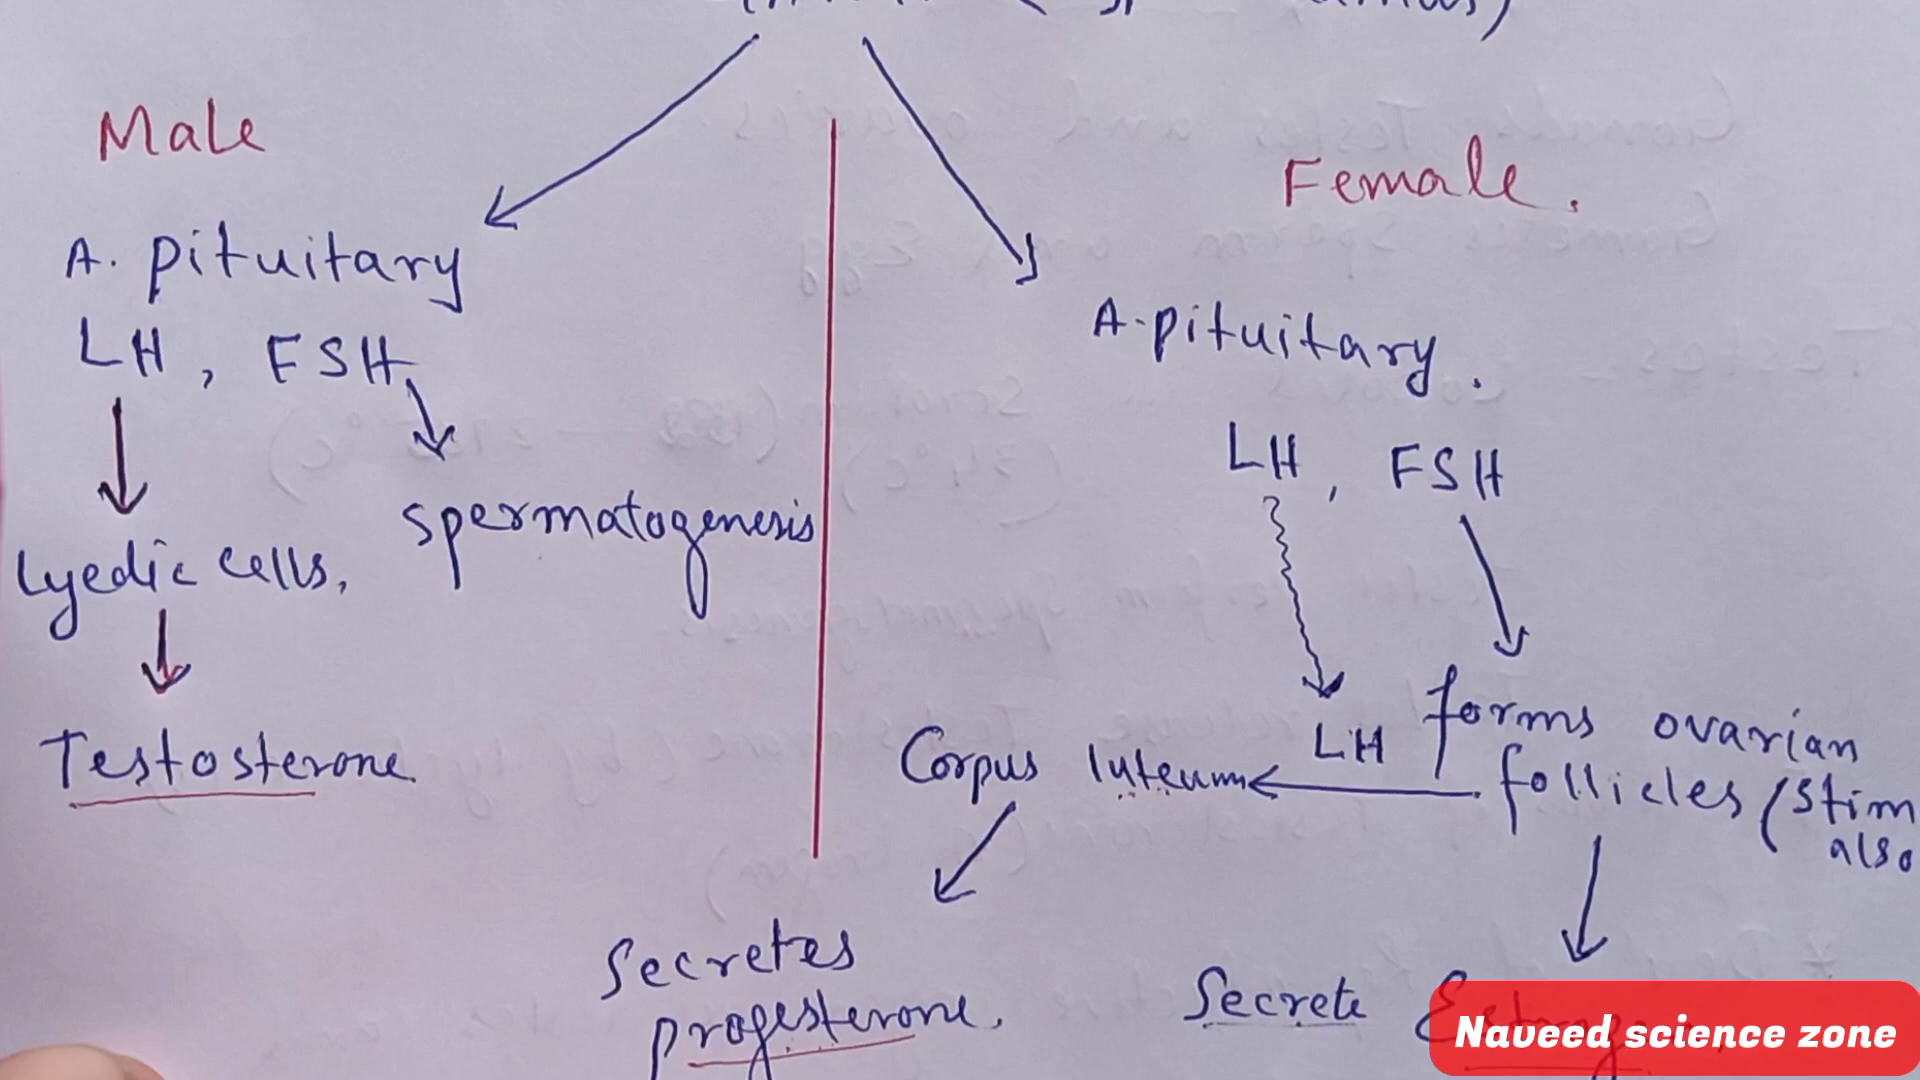 Male
A. pituitary
LH, FSH
Lyedic cells,
spermatogenesis
Testosterone
Female.
A. pituitary.
LH, FSH
forms ovarian
follicles (stim
also
LH
Corpus luteum
Secretes
progesterone.
Secrete
Naveed science zone